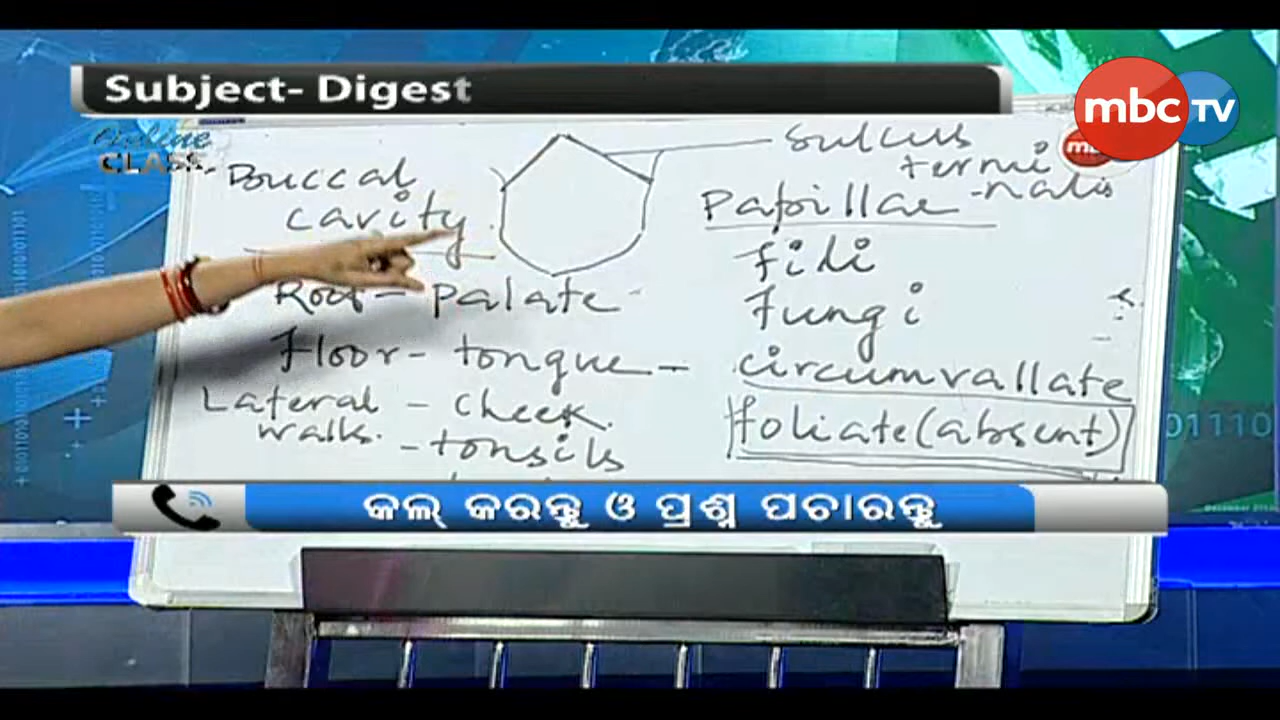 Subject- Digest
mbc TV
Online
CLASS
Buccal
cavity
Sulcus
termi
-nalis
Papillae
fili
Fungi
circumvallate
foliate (absent)
Roof - palate
Floor - tongue -
Lateral - cheek.
walls.
- tonsils
କଲ୍ କରନ୍ତୁ ଓ ପ୍ରଶ୍ନ ପଚାରନ୍ତୁ